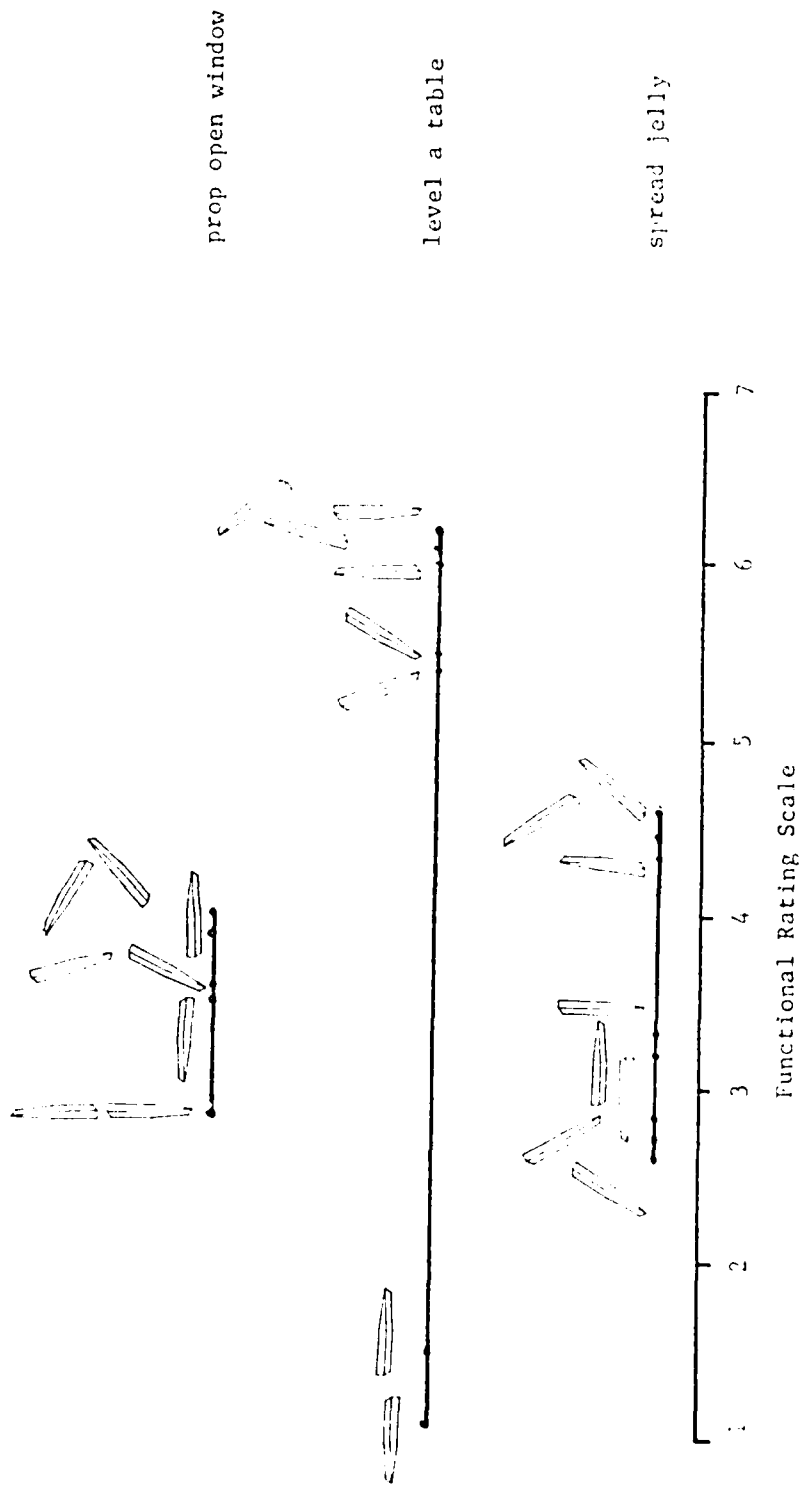 prop open window
level a table
spread jelly
1 2 3 4 5 6 7
Functional Rating Scale